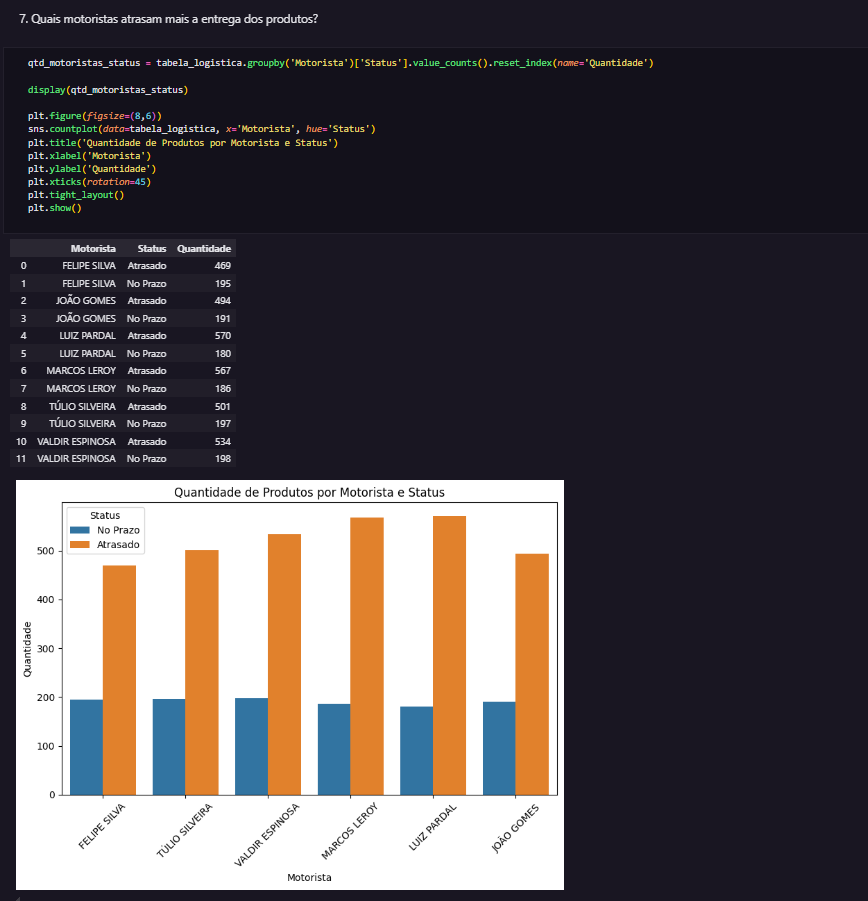 7. Quais motoristas atrasam mais a entrega dos produtos?
qtd_motoristas_status = tabela_logistica.groupby('Motorista')['Status'].value_counts().reset_index(name='Quantidade')
display(qtd_motoristas_status)
plt.figure(figsize=(8,6))
sns.countplot(data=tabela_logistica, x='Motorista', hue='Status')
plt.title('Quantidade de Produtos por Motorista e Status')
plt.xlabel('Motorista')
plt.ylabel('Quantidade')
plt.xticks(rotation=45)
plt.tight_layout()
plt.show()
Motorista Status Quantidade
0 FELIPE SILVA Atrasado 469
1 FELIPE SILVA No Prazo 195
2 JOÃO GOMES Atrasado 494
3 JOÃO GOMES No Prazo 191
4 LUIZ PARDAL Atrasado 570
5 LUIZ PARDAL No Prazo 180
6 MARCOS LEROY Atrasado 567
7 MARCOS LEROY No Prazo 186
8 TÚLIO SILVEIRA Atrasado 501
9 TÚLIO SILVEIRA No Prazo 197
10 VALDIR ESPINOSA Atrasado 534
11 VALDIR ESPINOSA No Prazo 198
Quantidade de Produtos por Motorista e Status
Status
No Prazo
Atrasado
500
400
300
200
100
0
Quantidade
FELIPE SILVA
TÚLIO SILVEIRA
VALDIR ESPINOSA
MARCOS LEROY
LUIZ PARDAL
JOÃO GOMES
Motorista